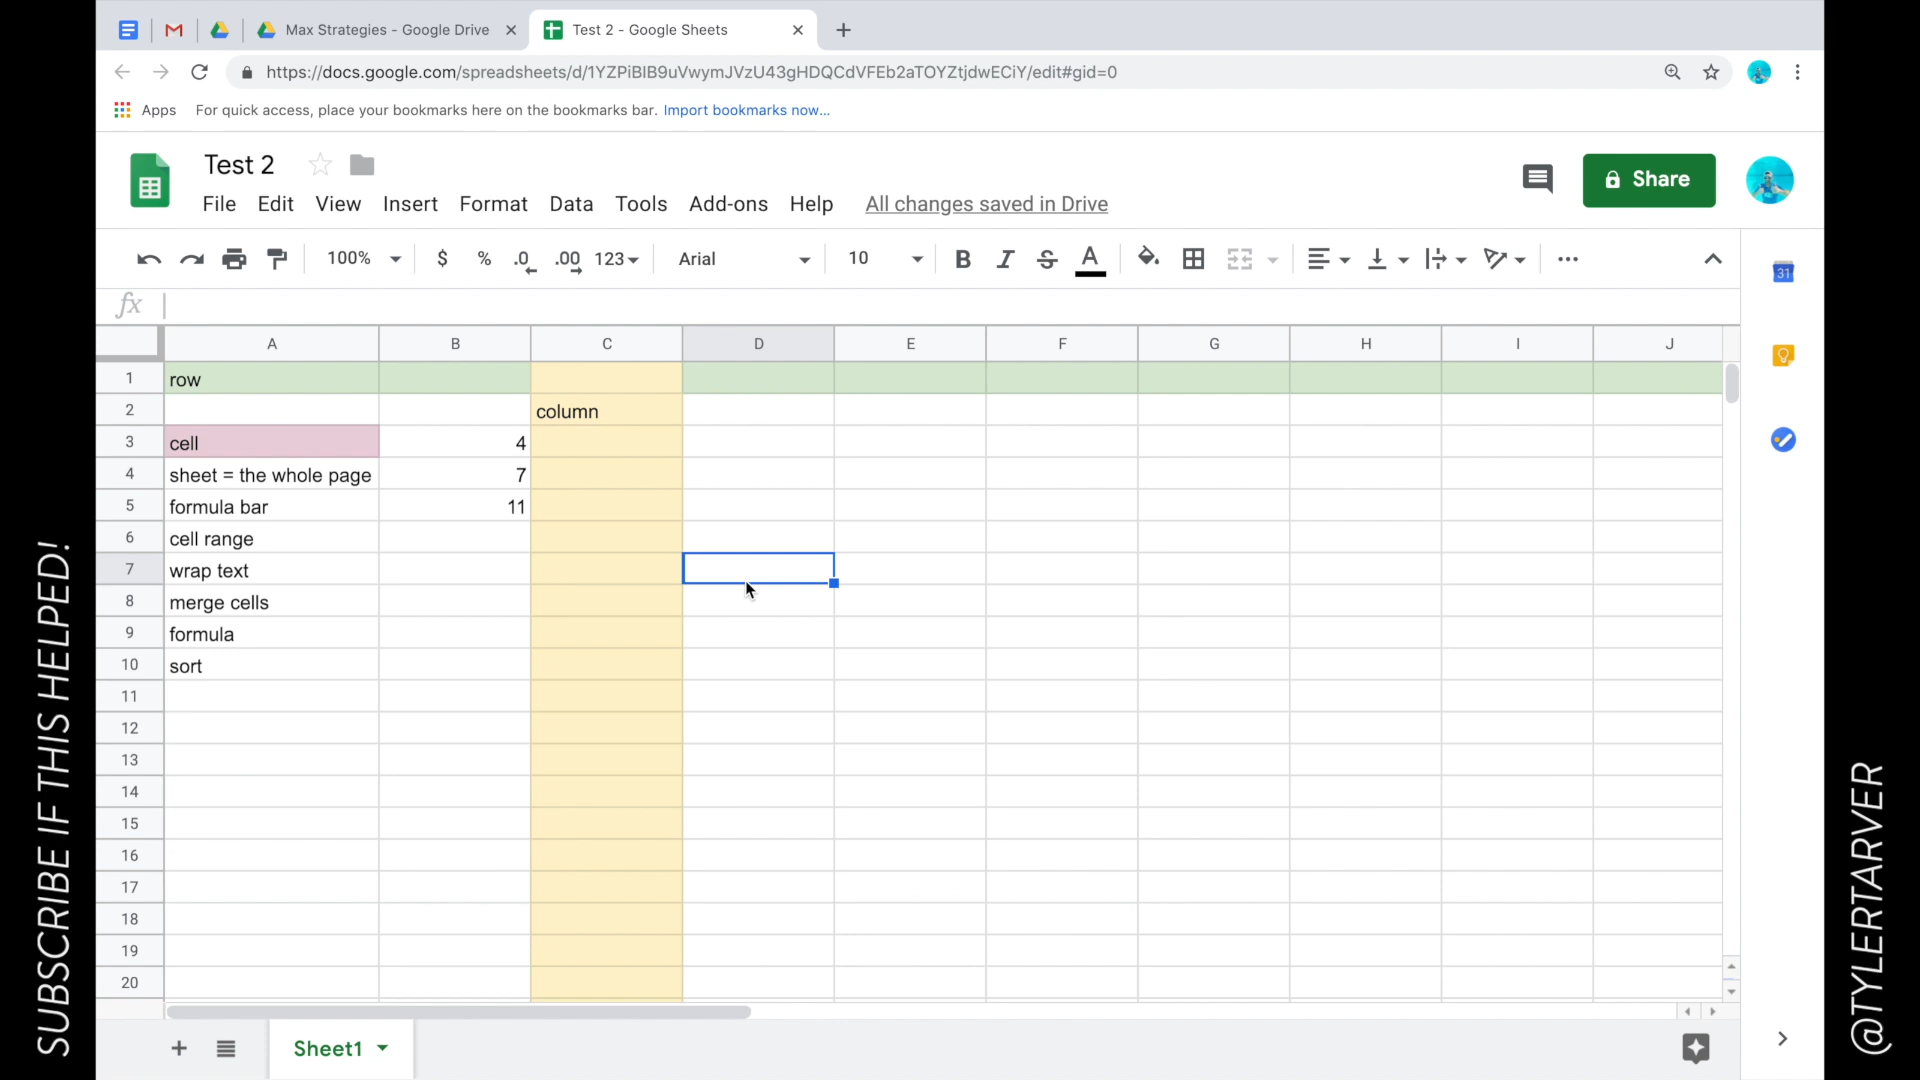 Max Strategies - Google Drive
Test 2 - Google Sheets
https://docs.google.com/spreadsheets/d/1YZPiBIB9uVwymJVzU43gHDQCdVFEb2aTOYZtjdwECiY/edit#gid=0
Apps For quick access, place your bookmarks here on the bookmarks bar. Import bookmarks now...
Test 2
Share
File Edit View Insert Format Data Tools Add-ons Help All changes saved in Drive
100% $ % .0 .00 123 Arial 10 B I S A
31
fx
A B C D E F G H I J
1 row
2 column
3 cell 4
4 sheet = the whole page 7
5 formula bar 11
6 cell range
7 wrap text
8 merge cells
9 formula
10 sort
11
12
13
14
15
16
17
18
19
20
Sheet1
SUBSCRIBE IF THIS HELPED!
@TYLERTARVER